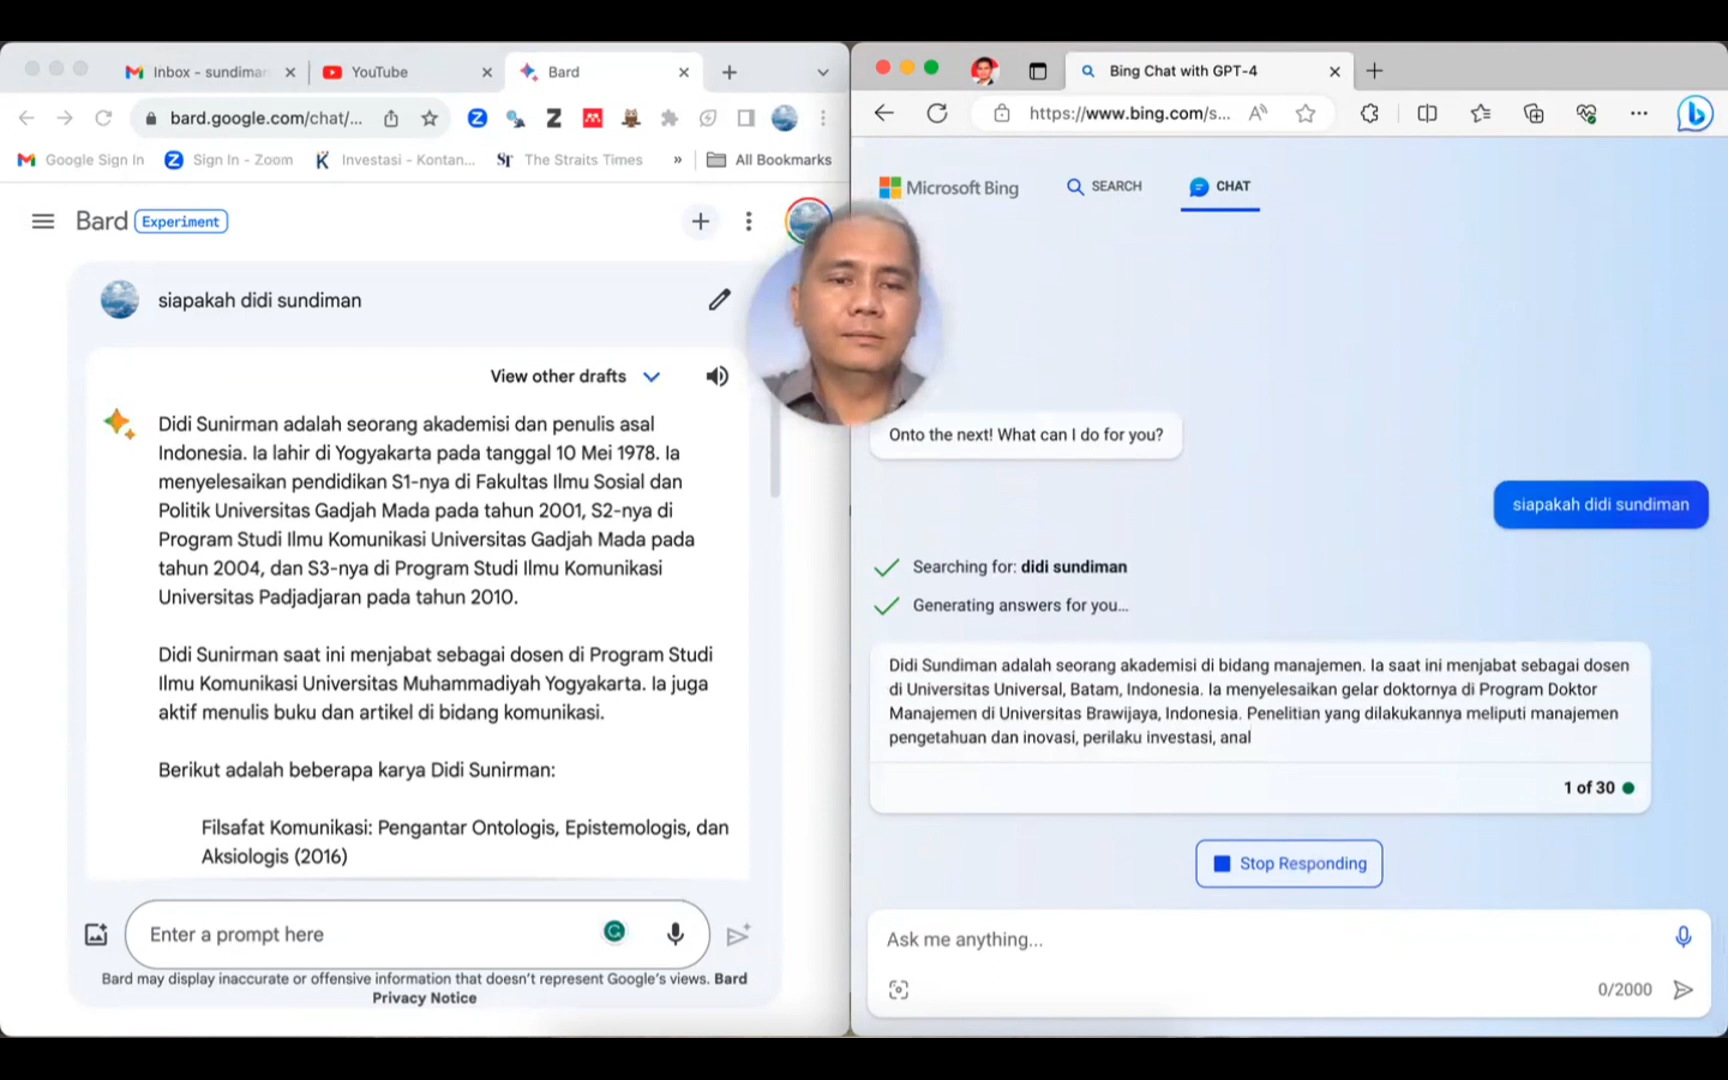 Inbox - sundima
YouTube
Bard
bard.google.com/chat/...
Google Sign In
Sign In - Zoom
Investasi - Kontan...
The Straits Times
»
All Bookmarks
Bard Experiment
siapakah didi sundiman
View other drafts
Didi Sunirman adalah seorang akademisi dan penulis asal
Indonesia. Ia lahir di Yogyakarta pada tanggal 10 Mei 1978. Ia
menyelesaikan pendidikan S1-nya di Fakultas Ilmu Sosial dan
Politik Universitas Gadjah Mada pada tahun 2001, S2-nya di
Program Studi Ilmu Komunikasi Universitas Gadjah Mada pada
tahun 2004, dan S3-nya di Program Studi Ilmu Komunikasi
Universitas Padjadjaran pada tahun 2010.
Didi Sunirman saat ini menjabat sebagai dosen di Program Studi
Ilmu Komunikasi Universitas Muhammadiyah Yogyakarta. Ia juga
aktif menulis buku dan artikel di bidang komunikasi.
Berikut adalah beberapa karya Didi Sunirman:
Filsafat Komunikasi: Pengantar Ontologis, Epistemologis, dan
Aksiologis (2016)
Enter a prompt here
Bard may display inaccurate or offensive information that doesn't represent Google's views. Bard
Privacy Notice
Bing Chat with GPT-4
https://www.bing.com/s...
Microsoft Bing
SEARCH
CHAT
Onto the next! What can I do for you?
siapakah didi sundiman
Searching for: didi sundiman
Generating answers for you...
Didi Sundiman adalah seorang akademisi di bidang manajemen. Ia saat ini menjabat sebagai dosen
di Universitas Universal, Batam, Indonesia. Ia menyelesaikan gelar doktornya di Program Doktor
Manajemen di Universitas Brawijaya, Indonesia. Penelitian yang dilakukannya meliputi manajemen
pengetahuan dan inovasi, perilaku investasi, anal
1 of 30
Stop Responding
Ask me anything...
0/2000